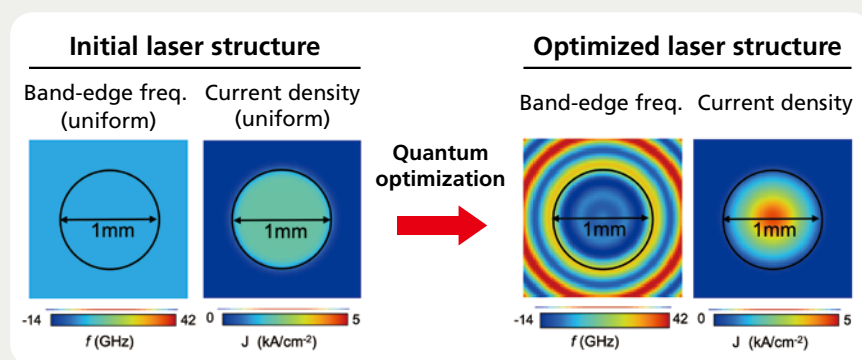 Initial laser structure
Optimized laser structure
Band-edge freq.
(uniform)
Current density
(uniform)
Band-edge freq.
Current density
Quantum
optimization
1mm
1mm
1mm
1mm
-14 42
f (GHz)
0 5
J (kA/cm-2)
-14 42
f (GHz)
0 5
J (kA/cm-2)